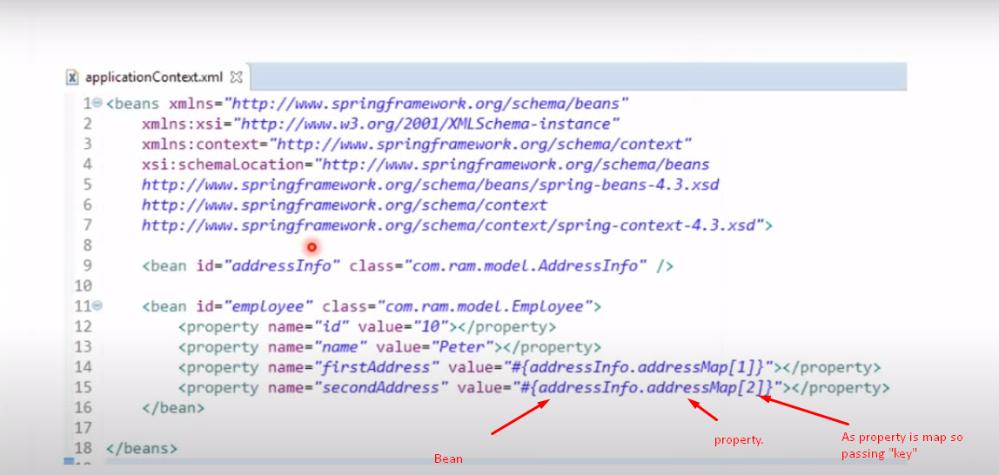 applicationContext.xml
1 <beans xmlns="http://www.springframework.org/schema/beans"
2 xmlns:xsi="http://www.w3.org/2001/XMLSchema-instance"
3 xmlns:context="http://www.springframework.org/schema/context"
4 xsi:schemaLocation="http://www.springframework.org/schema/beans
5 http://www.springframework.org/schema/beans/spring-beans-4.3.xsd
6 http://www.springframework.org/schema/context
7 http://www.springframework.org/schema/context/spring-context-4.3.xsd">
8
9 <bean id="addressInfo" class="com.ram.model.AddressInfo" />
10
11 <bean id="employee" class="com.ram.model.Employee">
12 <property name="id" value="10"></property>
13 <property name="name" value="Peter"></property>
14 <property name="firstAddress" value="#{addressInfo.addressMap[1]}"></property>
15 <property name="secondAddress" value="#{addressInfo.addressMap[2]}"></property>
16 </bean>
17
18 </beans>
Bean
property.
As property is map so
passing "key"